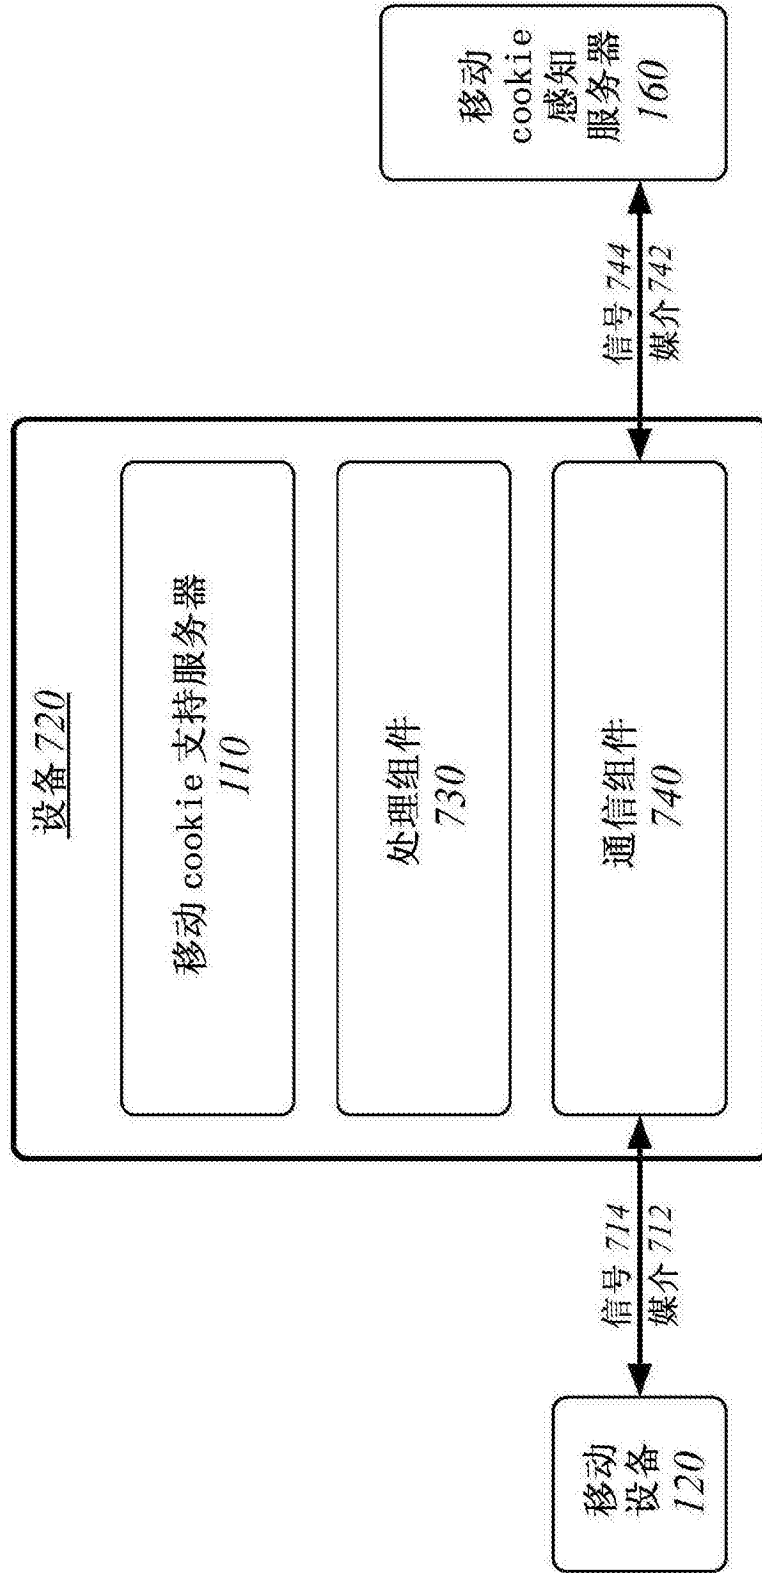 设备 720
移动 cookie 支持服务器
110
处理组件
730
通信组件
740
移动
设备
120
信号 714
媒介 712
信号 744
媒介 742
移动
cookie
感知
服务器
160